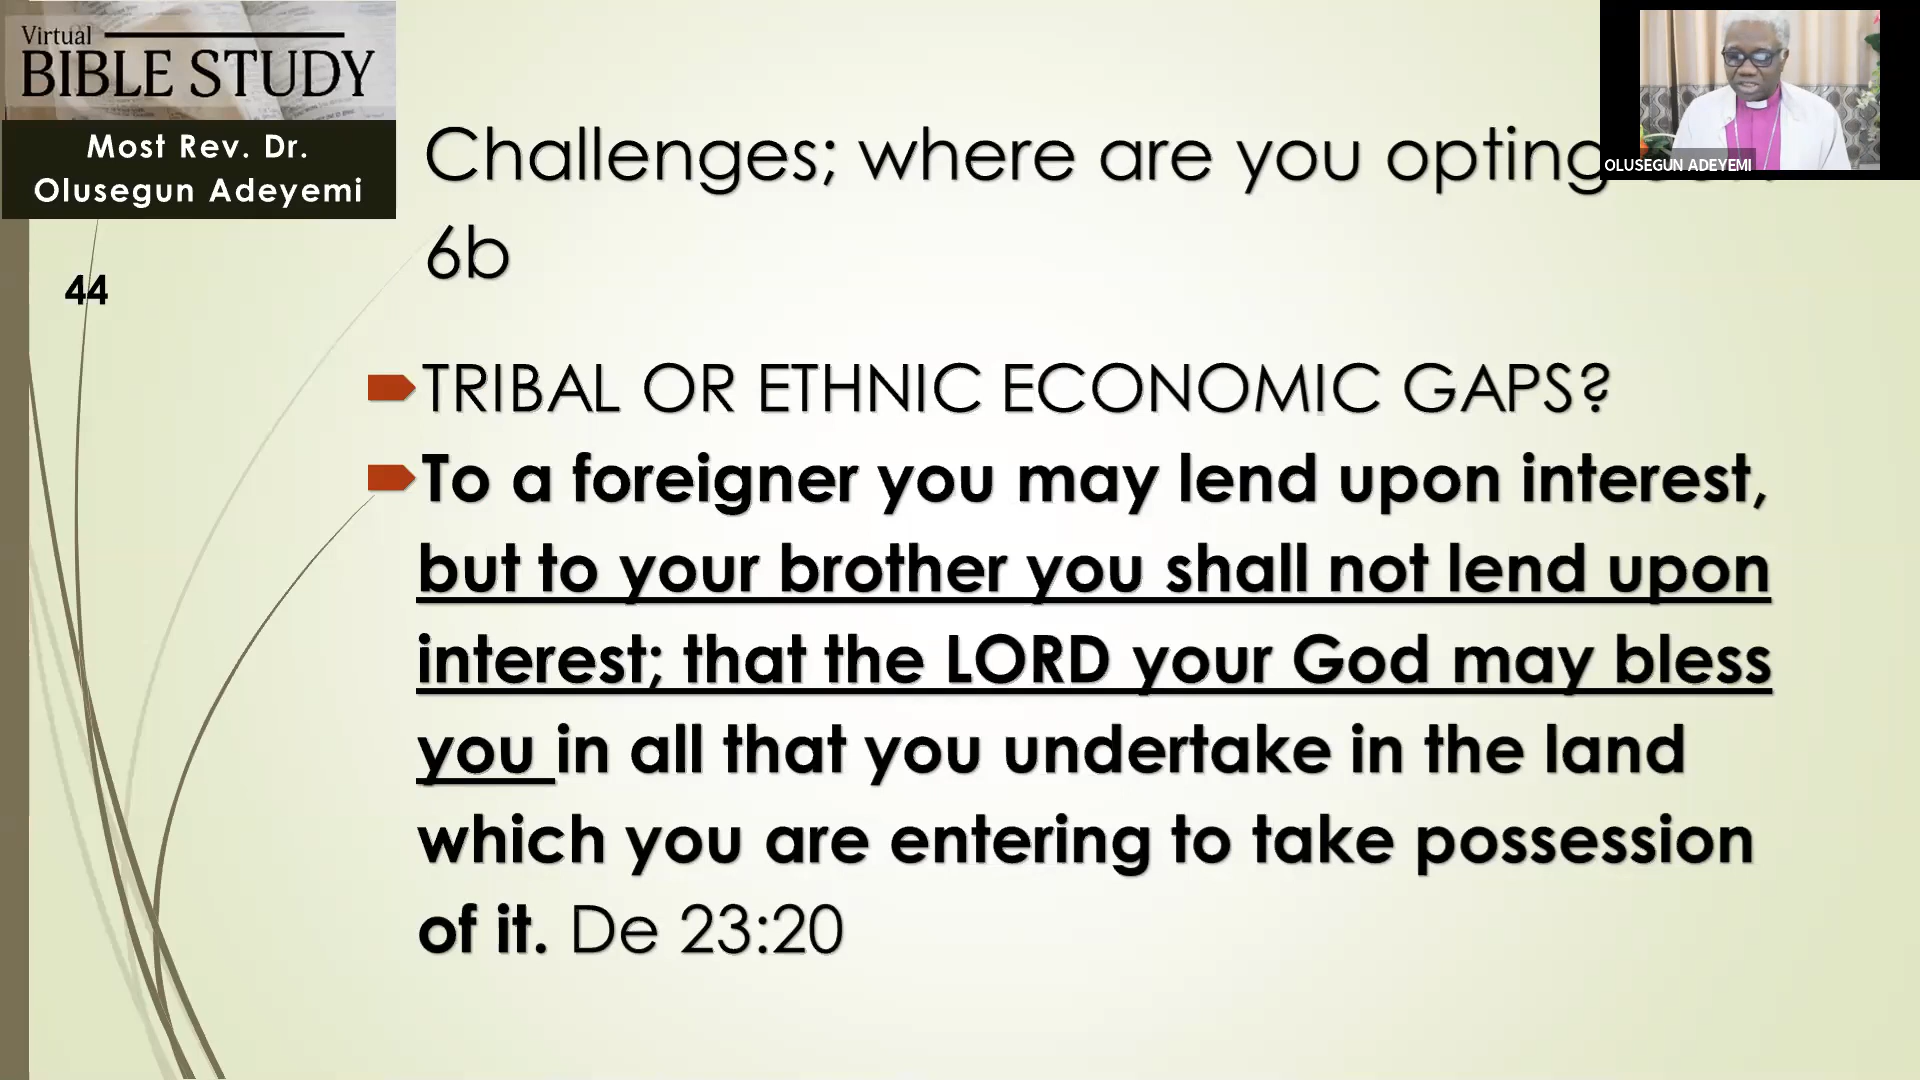 Virtual
BIBLE STUDY
Most Rev. Dr.
Olusegun Adeyemi
OLUSEGUN ADEYEMI
Challenges; where are you opting
6b
44
TRIBAL OR ETHNIC ECONOMIC GAPS?
To a foreigner you may lend upon interest,
but to your brother you shall not lend upon
interest; that the LORD your God may bless
you in all that you undertake in the land
which you are entering to take possession
of it. De 23:20